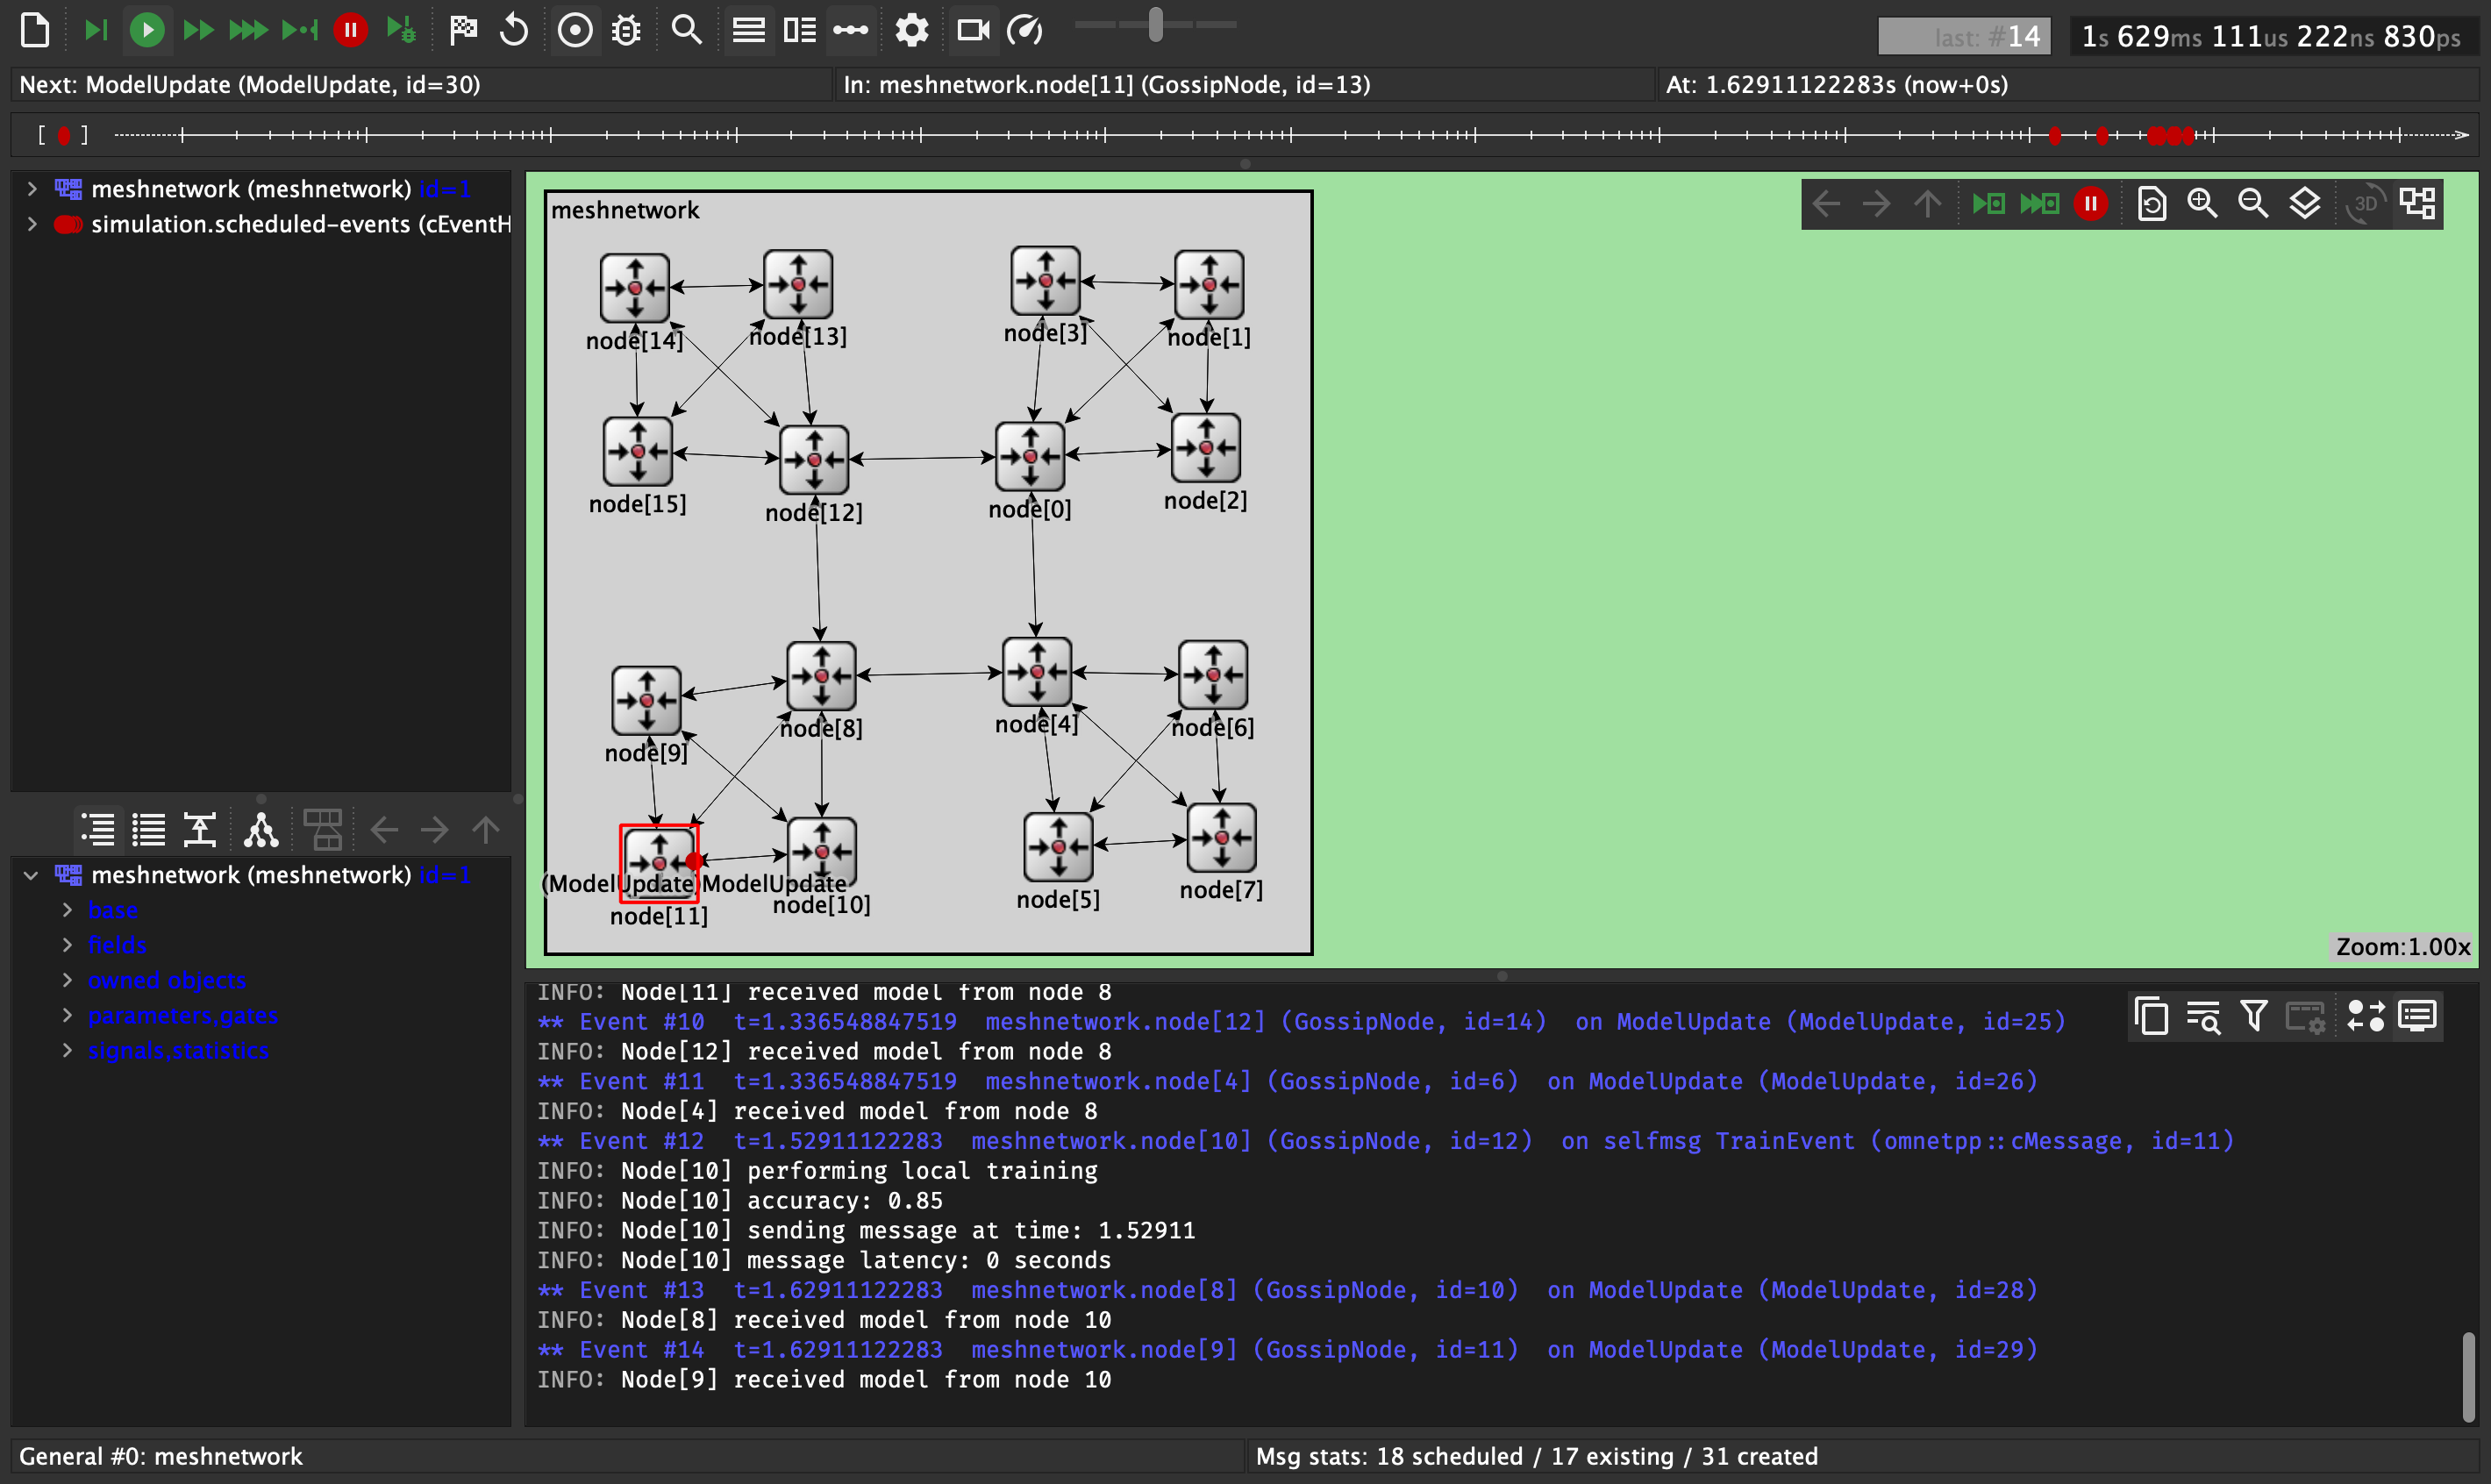 last: #14
1s 629ms 111us 222ns 830ps
Next: ModelUpdate (ModelUpdate, id=30)
In: meshnetwork.node[11] (GossipNode, id=13)
At: 1.62911122283s (now+0s)
meshnetwork (meshnetwork) id=1
simulation.scheduled-events (cEventH
meshnetwork
3D
node[14]
node[13]
node[3]
node[1]
node[15]
node[12]
node[0]
node[2]
node[9]
node[8]
node[4]
node[6]
(ModelUpdate)ModelUpdate
node[11]
node[10]
node[5]
node[7]
Zoom:1.00x
meshnetwork (meshnetwork) id=1
base
fields
owned objects
parameters,gates
signals,statistics
INFO: Node[11] received model from node 8
** Event #10  t=1.336548847519  meshnetwork.node[12] (GossipNode, id=14)  on ModelUpdate (ModelUpdate, id=25)
INFO: Node[12] received model from node 8
** Event #11  t=1.336548847519  meshnetwork.node[4] (GossipNode, id=6)  on ModelUpdate (ModelUpdate, id=26)
INFO: Node[4] received model from node 8
** Event #12  t=1.52911122283  meshnetwork.node[10] (GossipNode, id=12)  on selfmsg TrainEvent (omnetpp::cMessage, id=11)
INFO: Node[10] performing local training
INFO: Node[10] accuracy: 0.85
INFO: Node[10] sending message at time: 1.52911
INFO: Node[10] message latency: 0 seconds
** Event #13  t=1.62911122283  meshnetwork.node[8] (GossipNode, id=10)  on ModelUpdate (ModelUpdate, id=28)
INFO: Node[8] received model from node 10
** Event #14  t=1.62911122283  meshnetwork.node[9] (GossipNode, id=11)  on ModelUpdate (ModelUpdate, id=29)
INFO: Node[9] received model from node 10
General #0: meshnetwork
Msg stats: 18 scheduled / 17 existing / 31 created